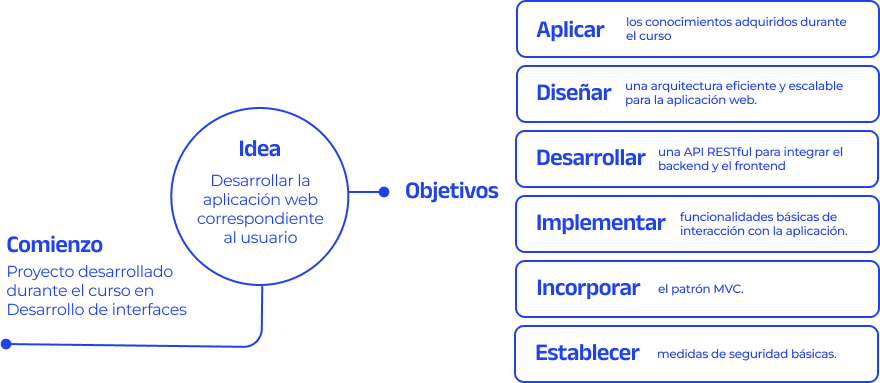 Comienzo
Proyecto desarrollado
durante el curso en
Desarrollo de interfaces
Idea
Desarrollar la
aplicación web
correspondiente
al usuario
Objetivos
Aplicar
los conocimientos adquiridos durante
el curso
Diseñar
una arquitectura eficiente y escalable
para la aplicación web.
Desarrollar
una API RESTful para integrar el
backend y el frontend
Implementar
funcionalidades básicas de
interacción con la aplicación.
Incorporar
el patrón MVC.
Establecer
medidas de seguridad básicas.